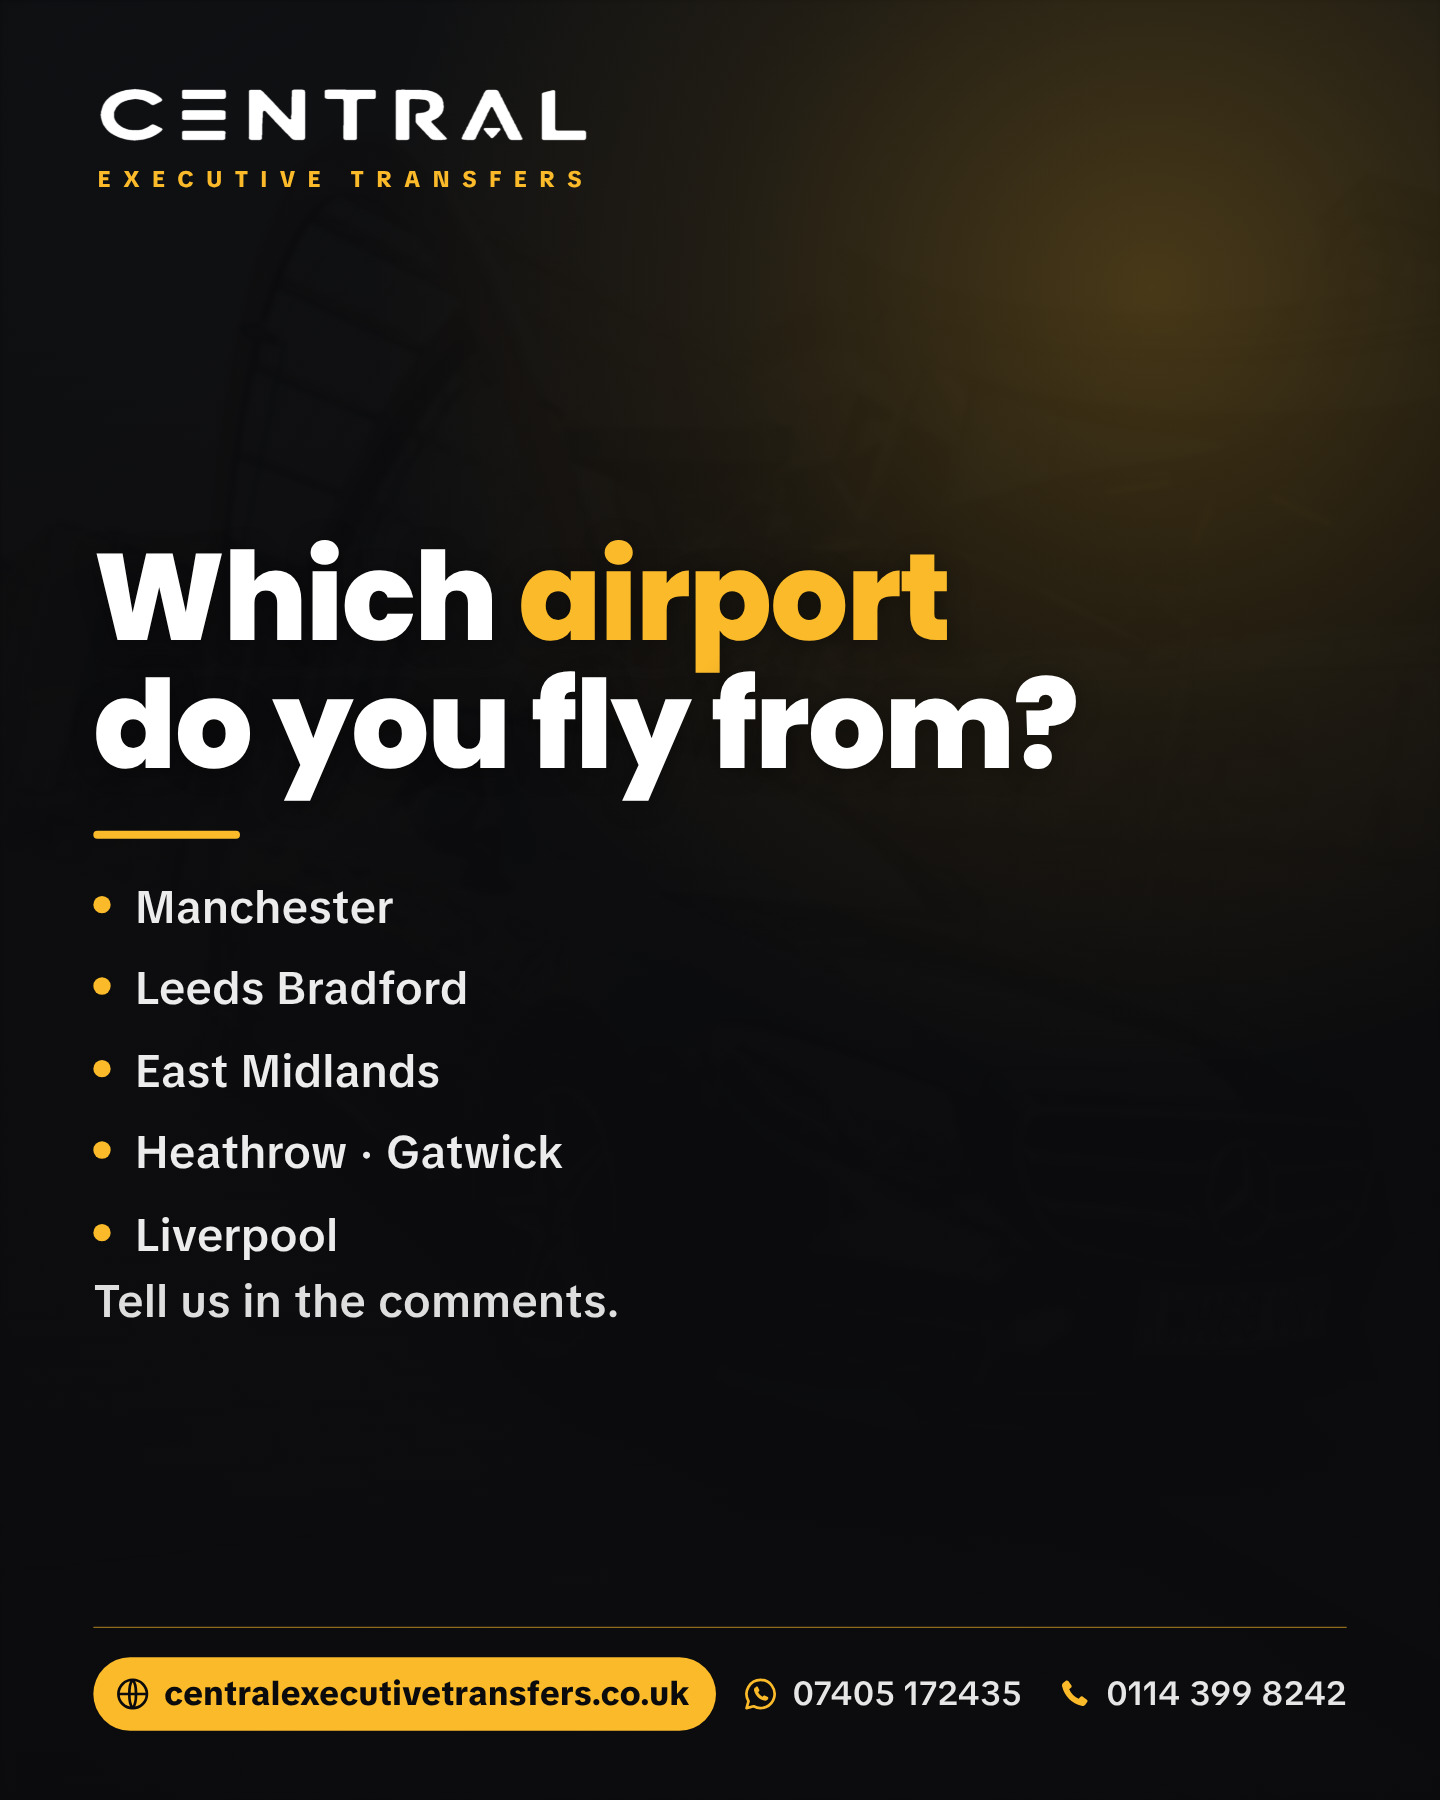 CENTRAL
EXECUTIVE TRANSFERS
Which airport
do you fly from?
Manchester
Leeds Bradford
East Midlands
Heathrow · Gatwick
Liverpool
Tell us in the comments.
centralexecutivetransfers.co.uk 07405 172435 0114 399 8242